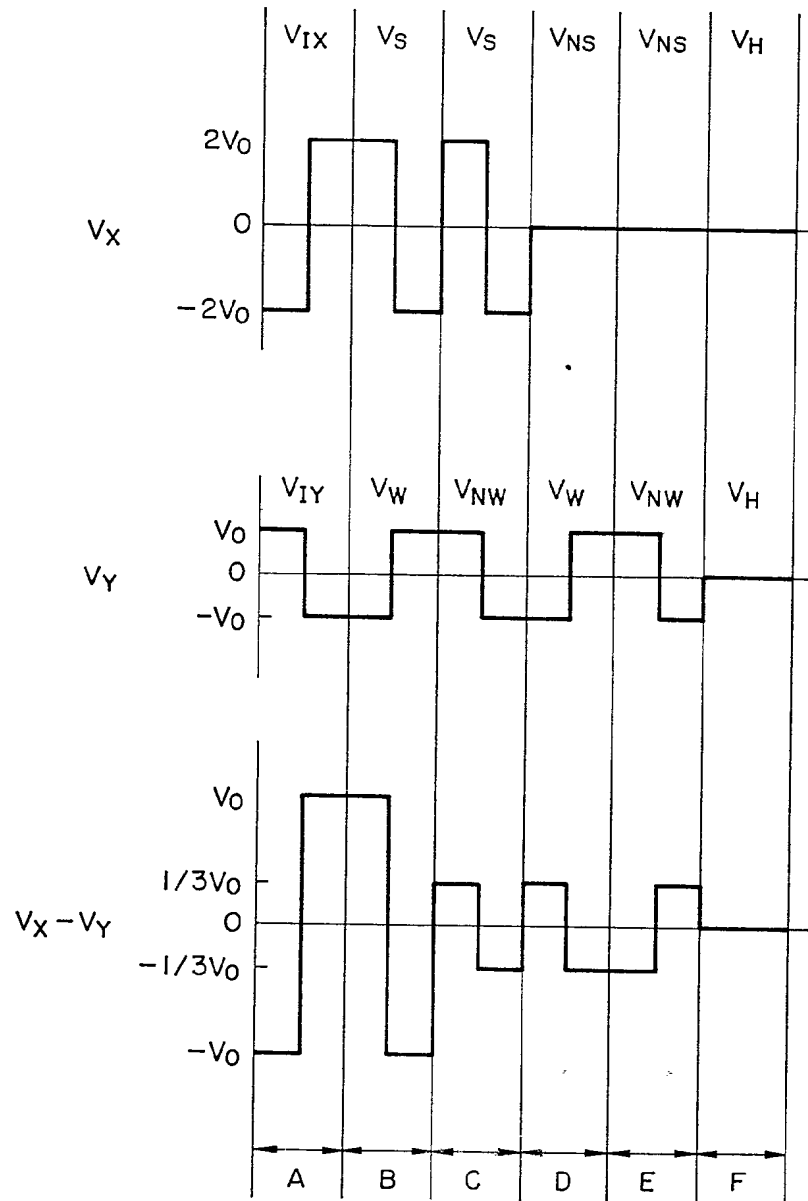 VIX VS VS VNS VNS VH
2V0
0
VX
-2V0
VIY VW VNW VW VNW VH
V0
0
VY
-V0
V0
1/3V0
0
VX-VY
-1/3V0
-V0
A B C D E F